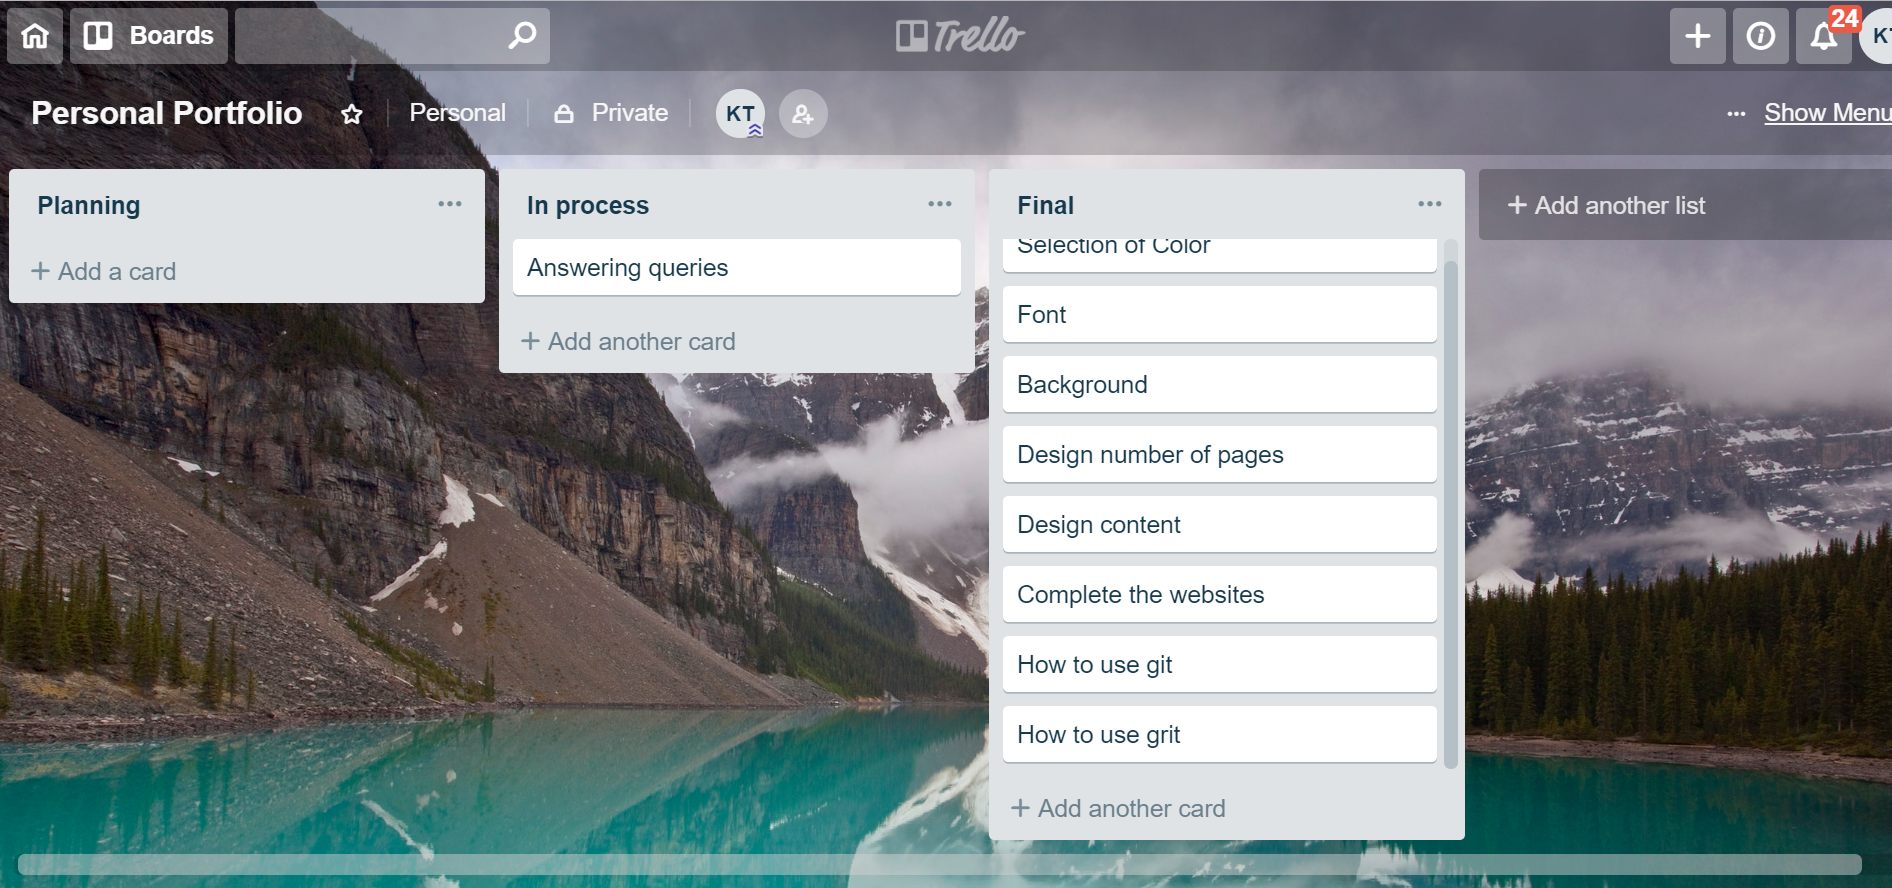 Boards
Trello
24
KT
Personal Portfolio
Personal
Private
KT
Show Menu
Planning
Add a card
In process
Answering queries
Add another card
Final
Selection of Color
Font
Background
Design number of pages
Design content
Complete the websites
How to use git
How to use grit
Add another card
Add another list